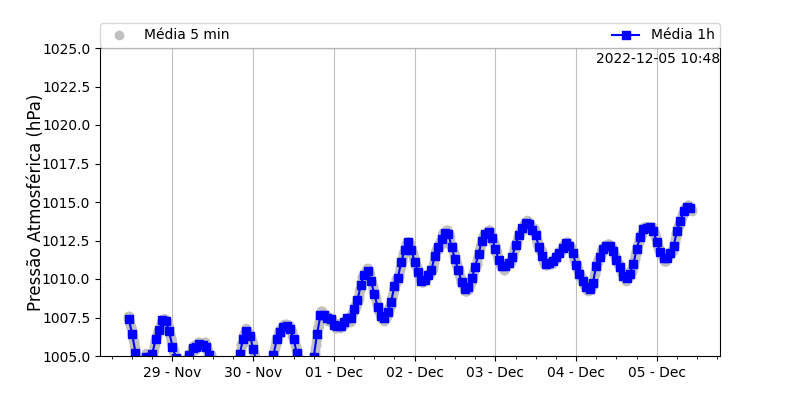 Média 5 min
Média 1h
2022-12-05 10:48
Pressão Atmosférica (hPa)
1025.0
1022.5
1020.0
1017.5
1015.0
1012.5
1010.0
1007.5
1005.0
29 - Nov
30 - Nov
01 - Dec
02 - Dec
03 - Dec
04 - Dec
05 - Dec